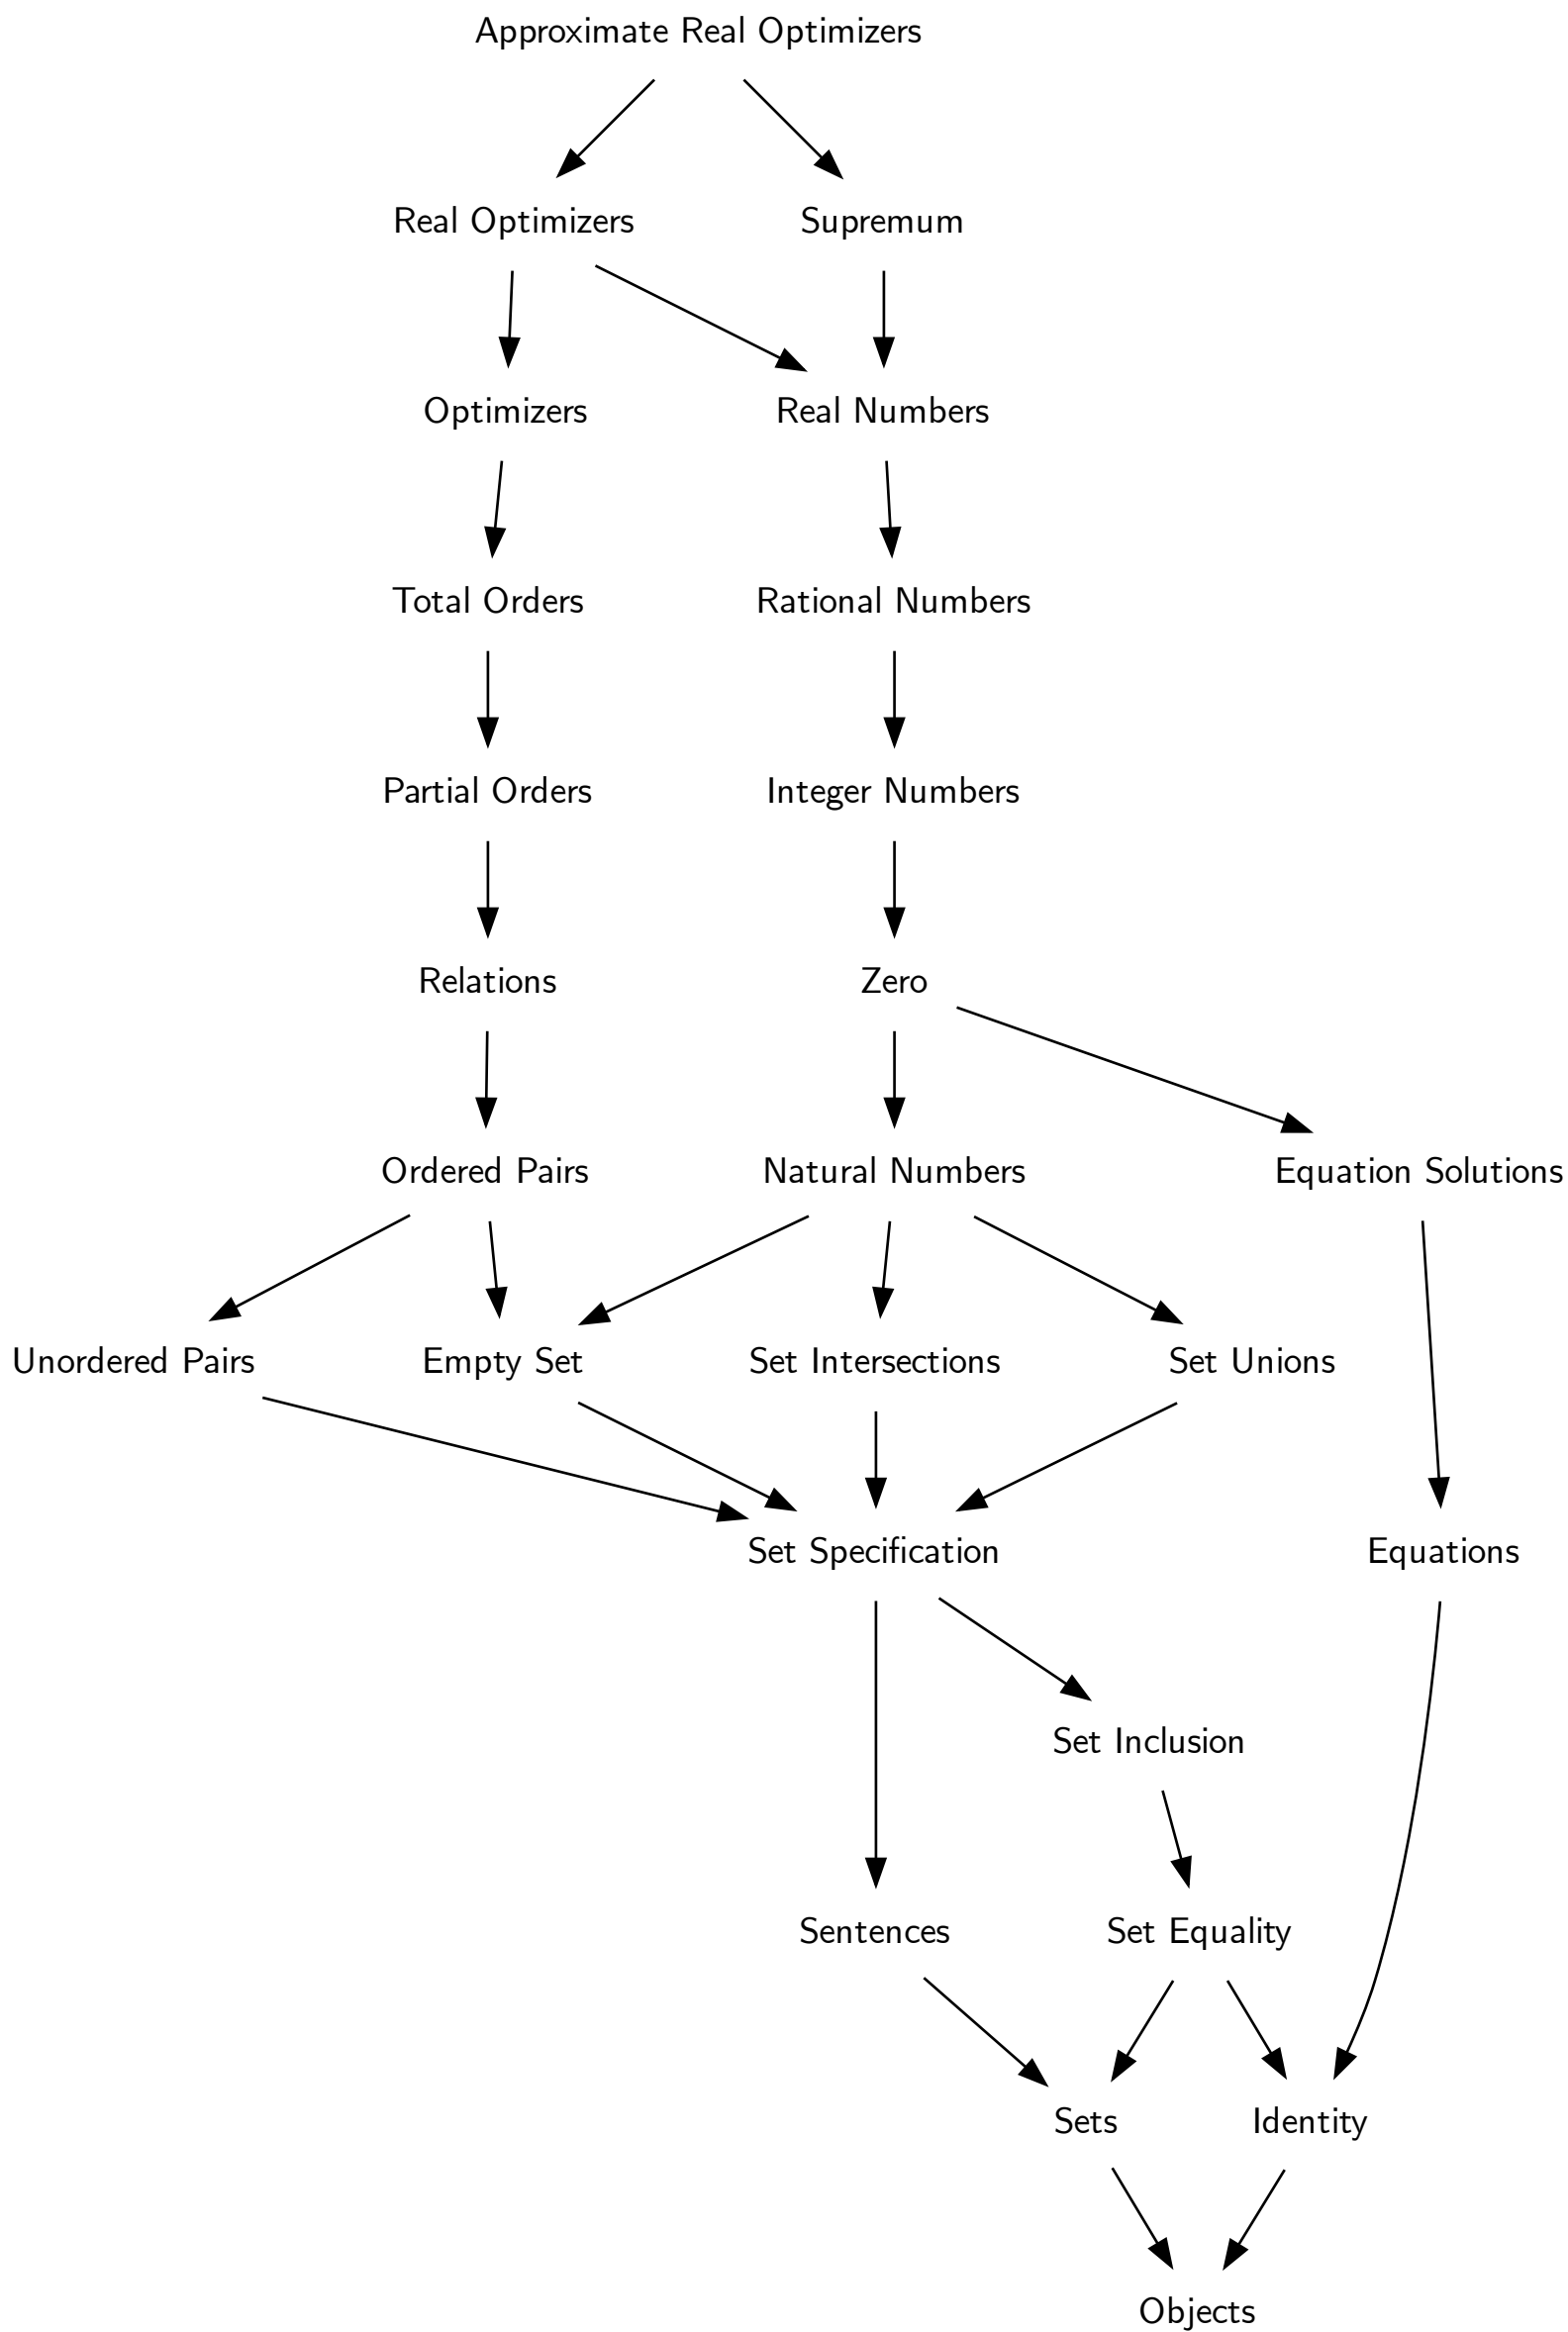 Approximate Real Optimizers
Real Optimizers
Supremum
Optimizers
Real Numbers
Total Orders
Rational Numbers
Partial Orders
Integer Numbers
Relations
Zero
Ordered Pairs
Natural Numbers
Equation Solutions
Unordered Pairs
Empty Set
Set Intersections
Set Unions
Set Specification
Equations
Set Inclusion
Sentences
Set Equality
Sets
Identity
Objects